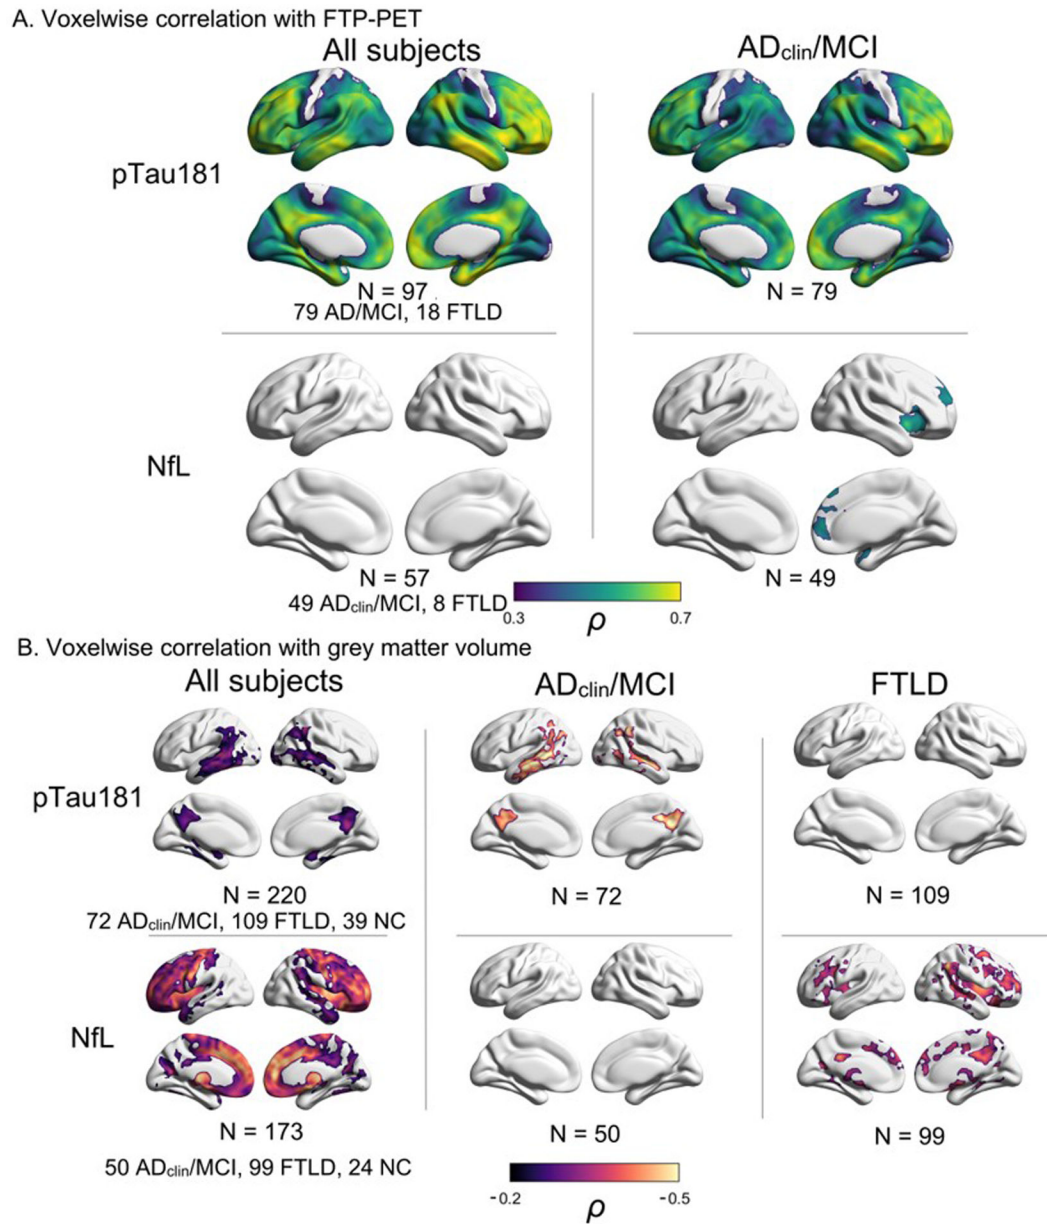 A. Voxelwise correlation with FTP-PET
All subjects
ADclin/MCI
pTau181
N = 97
79 AD/MCI, 18 FTLD
N = 79
NfL
N = 57
49 ADclin/MCI, 8 FTLD
N = 49
0.3
ρ
0.7
B. Voxelwise correlation with grey matter volume
All subjects
ADclin/MCI
FTLD
pTau181
N = 220
72 ADclin/MCI, 109 FTLD, 39 NC
N = 72
N = 109
NfL
N = 173
50 ADclin/MCI, 99 FTLD, 24 NC
N = 50
N = 99
-0.2
ρ
-0.5